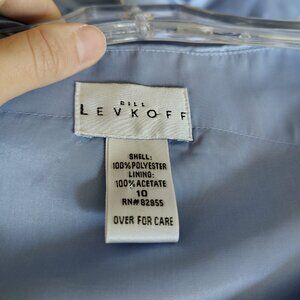 BILL
LEVKOFF
SHELL:
100% POLYESTER
LINING:
100% ACETATE
10
RN#82955
OVER FOR CARE